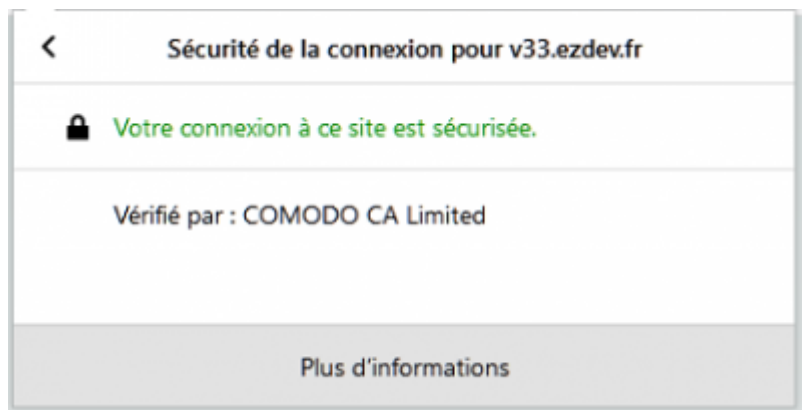 Sécurité de la connexion pour v33.ezdev.fr
Votre connexion à ce site est sécurisée.
Vérifié par : COMODO CA Limited
Plus d'informations